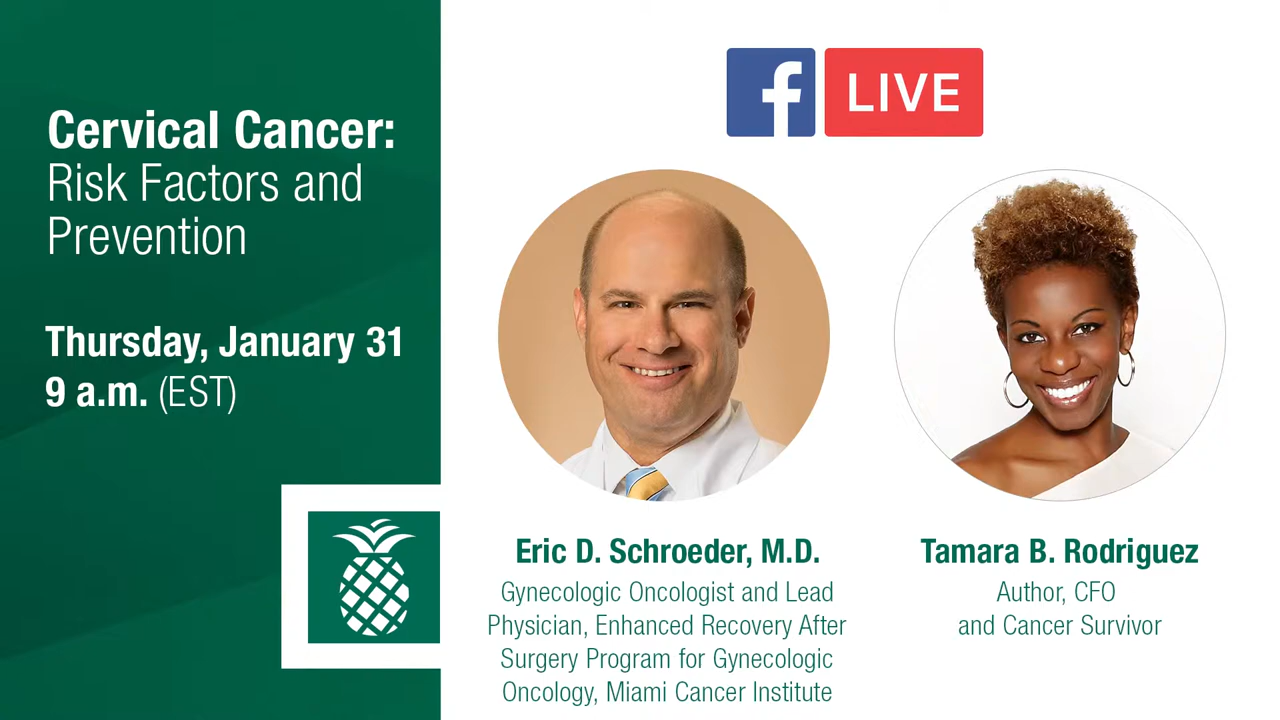 Cervical Cancer:
Risk Factors and
Prevention
Thursday, January 31
9 a.m. (EST)
f LIVE
Eric D. Schroeder, M.D.
Gynecologic Oncologist and Lead
Physician, Enhanced Recovery After
Surgery Program for Gynecologic
Oncology, Miami Cancer Institute
Tamara B. Rodriguez
Author, CFO
and Cancer Survivor